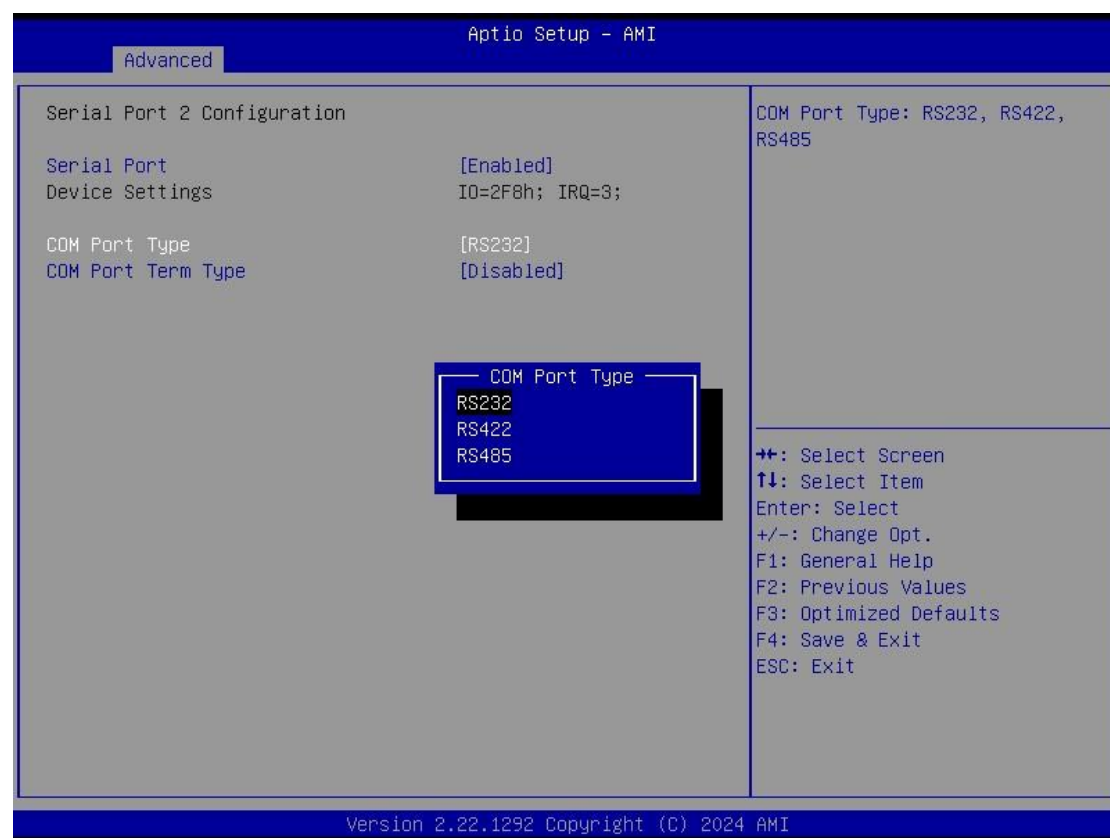 Aptio Setup - AMI
Advanced
Serial Port 2 Configuration
Serial Port [Enabled]
Device Settings IO=2F8h; IRQ=3;
COM Port Type [RS232]
COM Port Term Type [Disabled]
COM Port Type
RS232
RS422
RS485
COM Port Type: RS232, RS422,
RS485
→←: Select Screen
↑↓: Select Item
Enter: Select
+/-: Change Opt.
F1: General Help
F2: Previous Values
F3: Optimized Defaults
F4: Save & Exit
ESC: Exit
Version 2.22.1292 Copyright (C) 2024 AMI